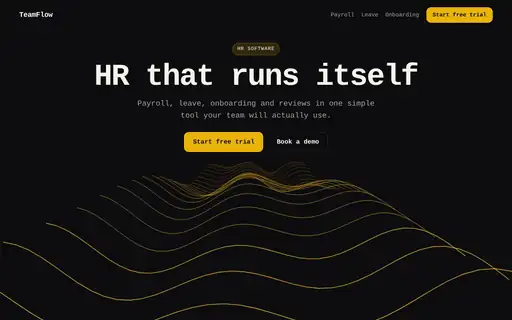 TeamFlow
Payroll Leave Onboarding Start free trial
HR SOFTWARE
HR that runs itself
Payroll, leave, onboarding and reviews in one simple
tool your team will actually use.
Start free trial Book a demo